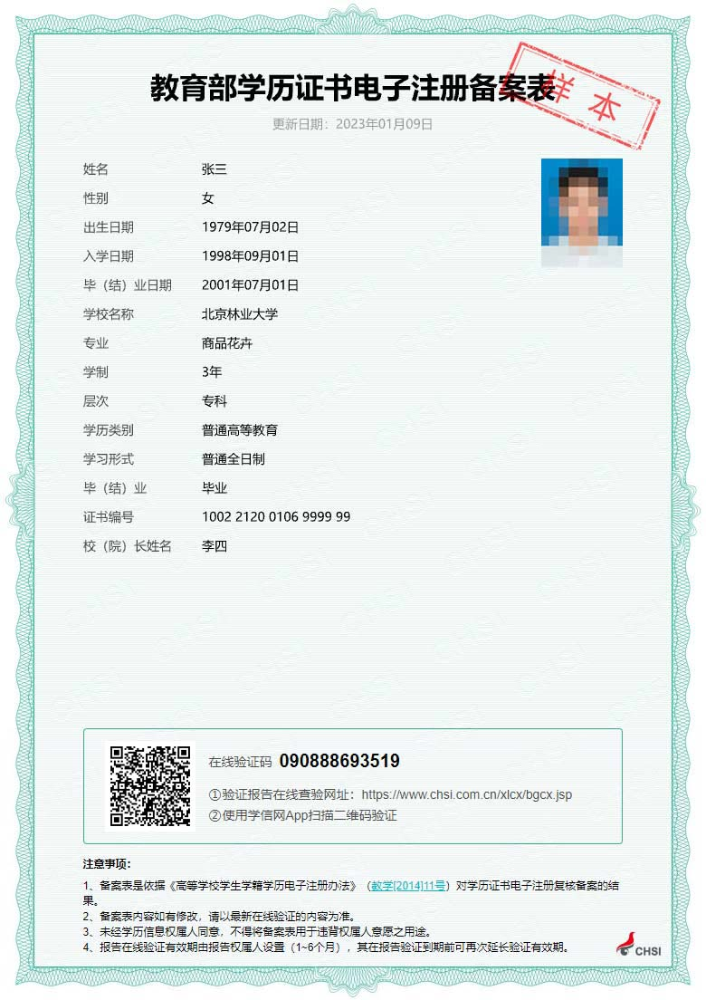 教育部学历证书电子注册备案表
样本
更新日期：2023年01月09日
姓名 张三
性别 女
出生日期 1979年07月02日
入学日期 1998年09月01日
毕（结）业日期 2001年07月01日
学校名称 北京林业大学
专业 商品花卉
学制 3年
层次 专科
学历类别 普通高等教育
学习形式 普通全日制
毕（结）业 毕业
证书编号 1002 2120 0106 9999 99
校（院）长姓名 李四
在线验证码 090888693519
①验证报告在线查验网址：https://www.chsi.com.cn/xlcx/bgcx.jsp
②使用学信网App扫描二维码验证
注意事项：
1、备案表是依据《高等学校学生学籍学历电子注册办法》（教学[2014]11号）对学历证书电子注册复核备案的结
果。
2、备案表内容如有修改，请以最新在线验证的内容为准。
3、未经学历信息权属人同意，不得将备案表用于违背权属人意愿之用途。
4、报告在线验证有效期由报告权属人设置（1~6个月），其在报告验证到期前可再次延长验证有效期。
CHSI